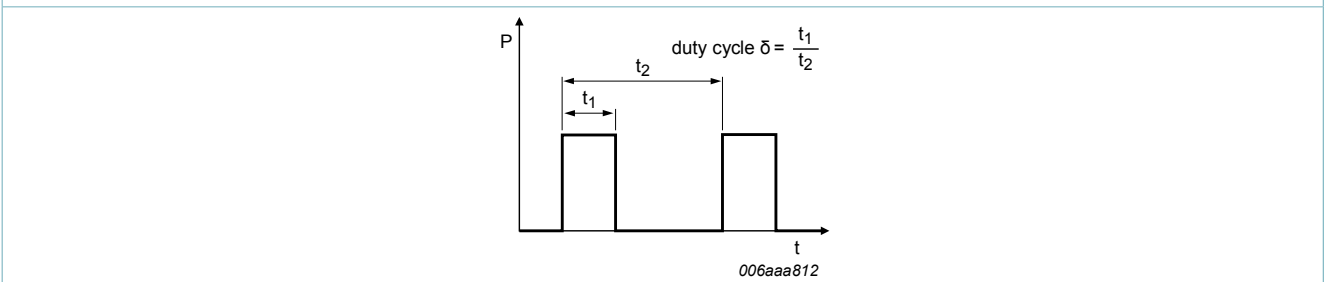 P
duty cycle δ = t1
t2
t2
t1
t
006aaa812